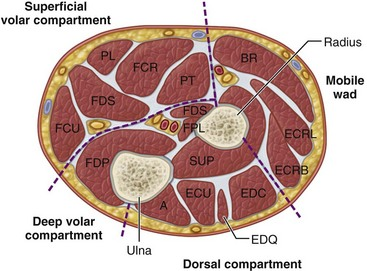 Superficial
volar compartment
Radius
PL
FCR
PT
BR
Mobile
wad
FDS
FDS
FCU
FPL
ECRL
FDP
SUP
ECRB
A
ECU
EDC
Deep volar
compartment
Ulna
EDQ
Dorsal compartment